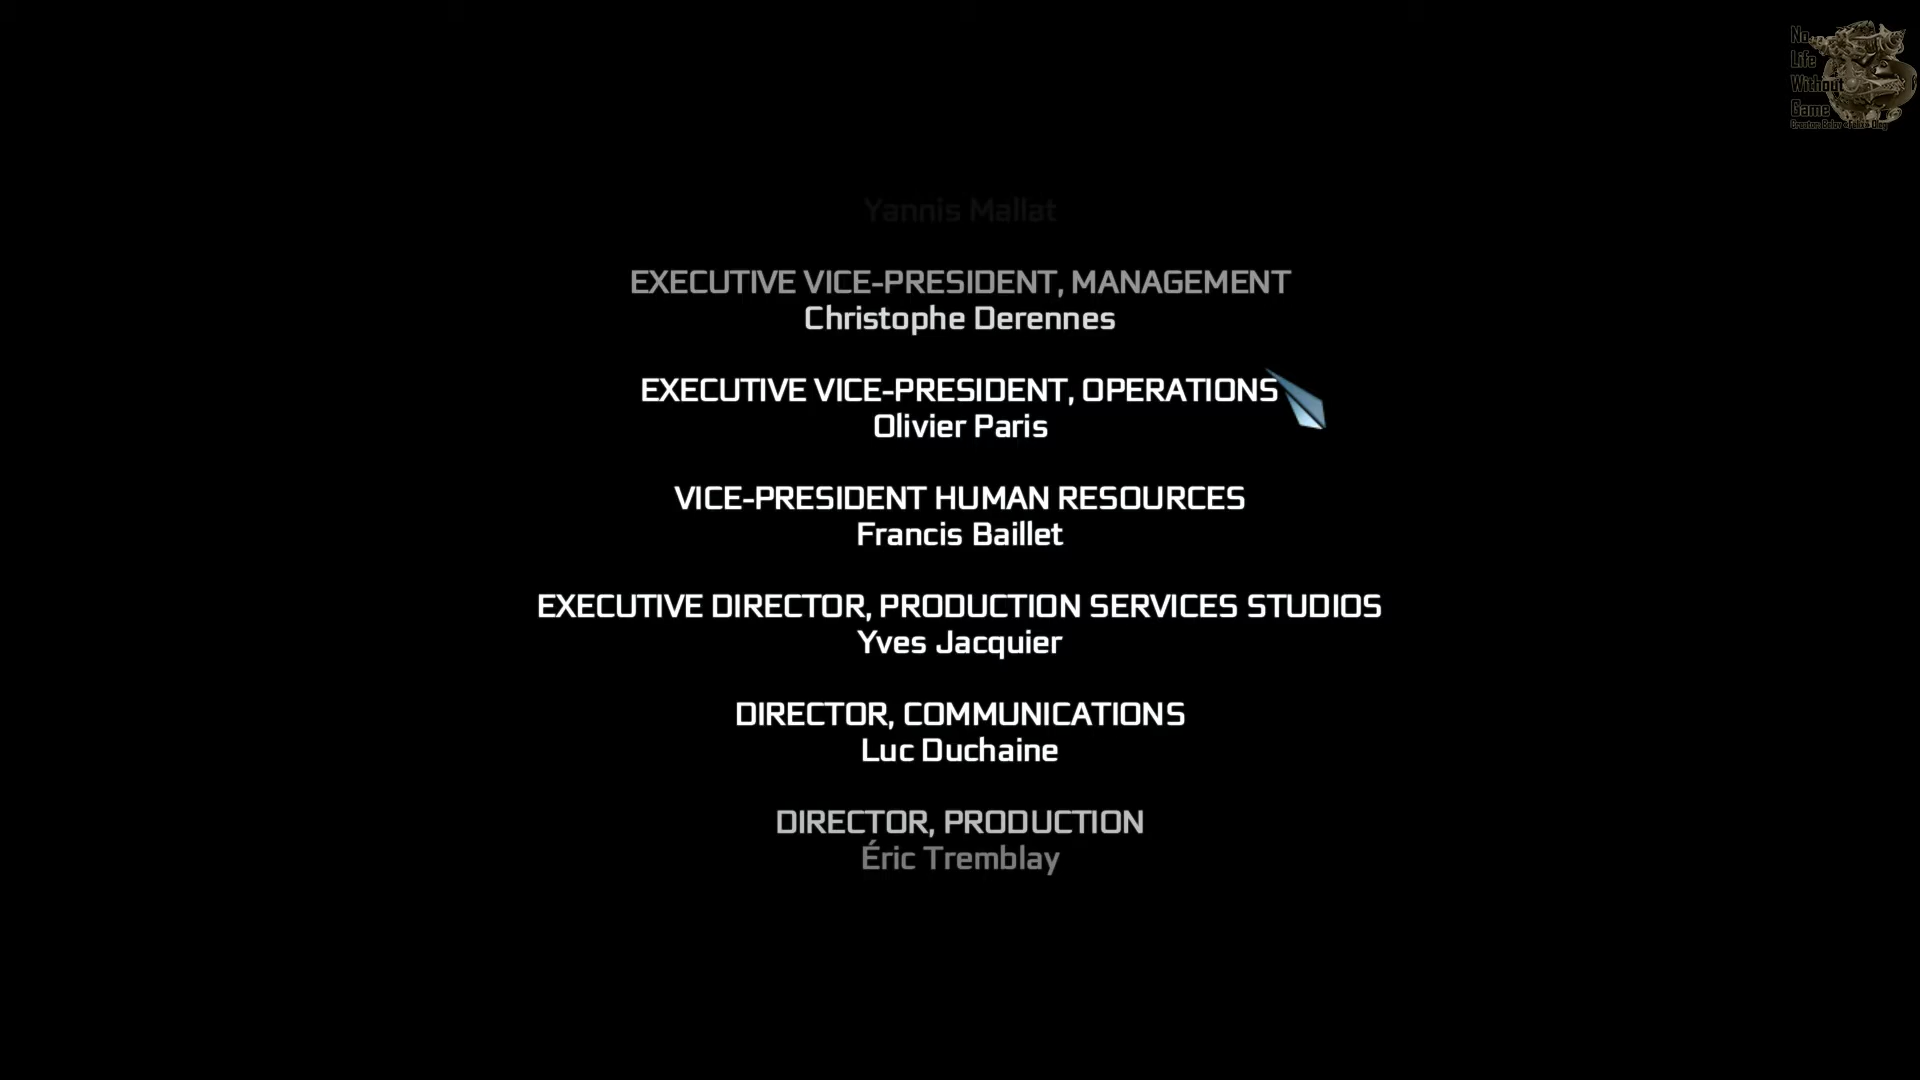 No
Life
Without
Game
Yannis Mallat
EXECUTIVE VICE-PRESIDENT, MANAGEMENT
Christophe Derennes
EXECUTIVE VICE-PRESIDENT, OPERATIONS
Olivier Paris
VICE-PRESIDENT HUMAN RESOURCES
Francis Baillet
EXECUTIVE DIRECTOR, PRODUCTION SERVICES STUDIOS
Yves Jacquier
DIRECTOR, COMMUNICATIONS
Luc Duchaine
DIRECTOR, PRODUCTION
Éric Tremblay